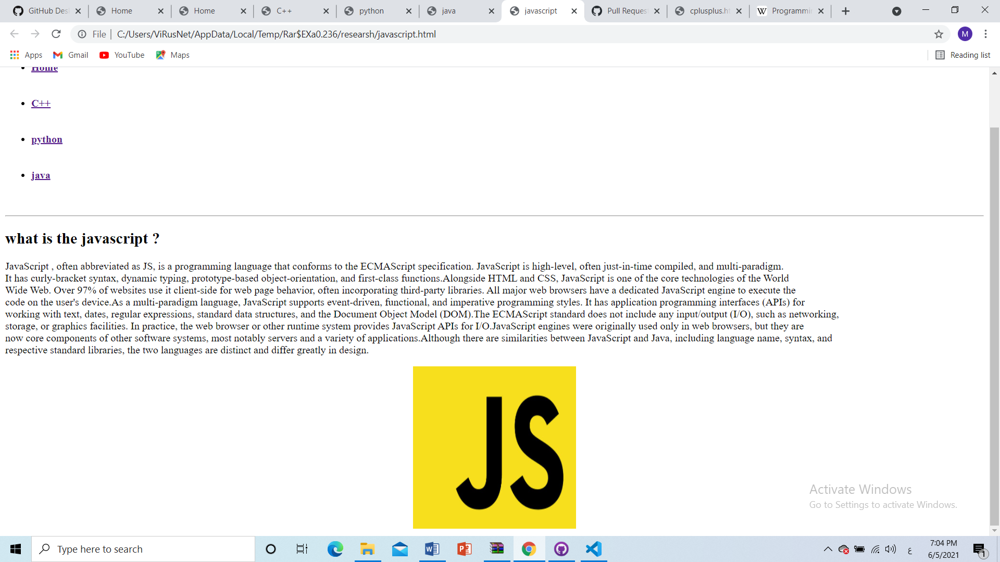 GitHub Des
Home
Home
C++
python
java
javascript
Pull Reques
cplusplus.ht
W Programmin
File | C:/Users/ViRusNet/AppData/Local/Temp/Rar$EXa0.236/researsh/javascript.html
M
Apps Gmail YouTube Maps
Reading list
Home
C++
python
java
what is the javascript ?
JavaScript , often abbreviated as JS, is a programming language that conforms to the ECMAScript specification. JavaScript is high-level, often just-in-time compiled, and multi-paradigm.
It has curly-bracket syntax, dynamic typing, prototype-based object-orientation, and first-class functions.Alongside HTML and CSS, JavaScript is one of the core technologies of the World
Wide Web. Over 97% of websites use it client-side for web page behavior, often incorporating third-party libraries. All major web browsers have a dedicated JavaScript engine to execute the
code on the user's device.As a multi-paradigm language, JavaScript supports event-driven, functional, and imperative programming styles. It has application programming interfaces (APIs) for
working with text, dates, regular expressions, standard data structures, and the Document Object Model (DOM).The ECMAScript standard does not include any input/output (I/O), such as networking,
storage, or graphics facilities. In practice, the web browser or other runtime system provides JavaScript APIs for I/O.JavaScript engines were originally used only in web browsers, but they are
now core components of other software systems, most notably servers and a variety of applications.Although there are similarities between JavaScript and Java, including language name, syntax, and
respective standard libraries, the two languages are distinct and differ greatly in design.
JS
Activate Windows
Go to Settings to activate Windows.
Type here to search
ع
7:04 PM
6/5/2021
1